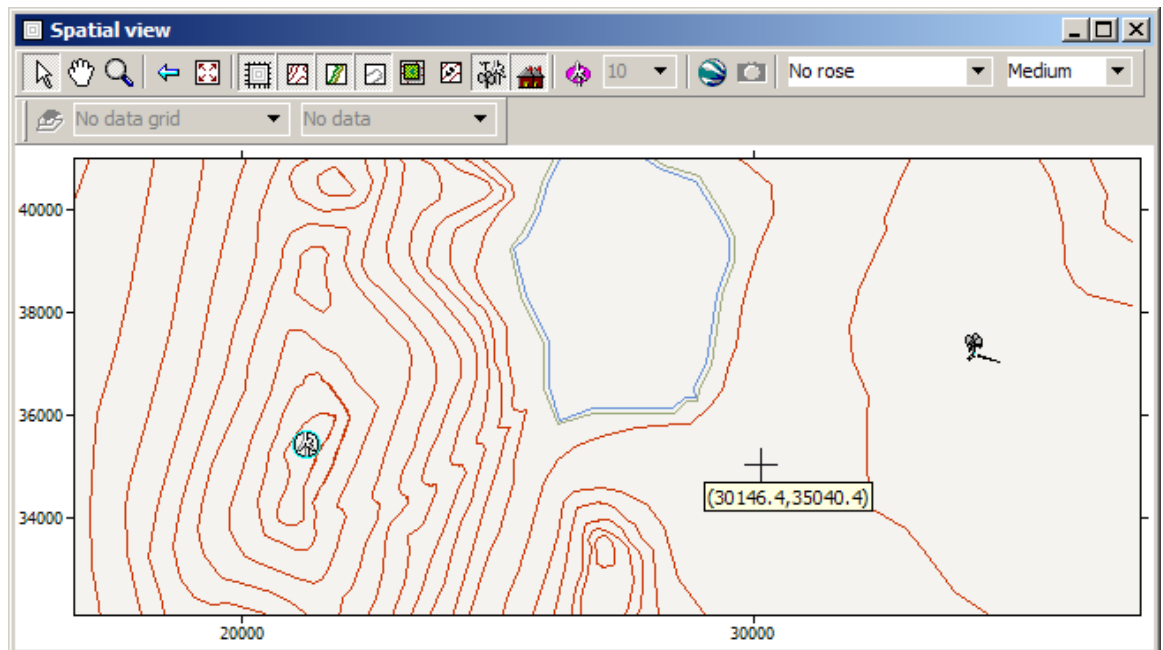 Spatial view
10 No rose Medium
No data grid No data
40000
38000
36000
(30146.4,35040.4)
34000
20000 30000